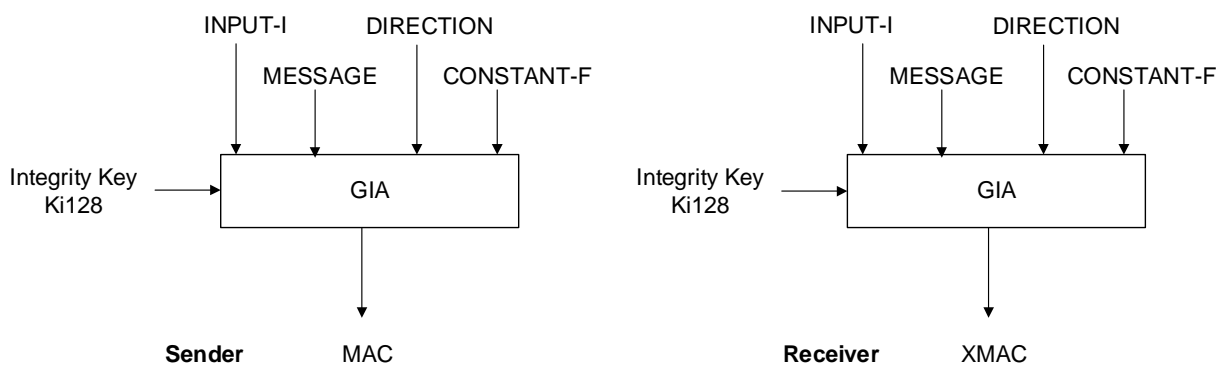 INPUT-I DIRECTION
MESSAGE CONSTANT-F
Integrity Key
Ki128
GIA
Sender MAC
INPUT-I DIRECTION
MESSAGE CONSTANT-F
Integrity Key
Ki128
GIA
Receiver XMAC